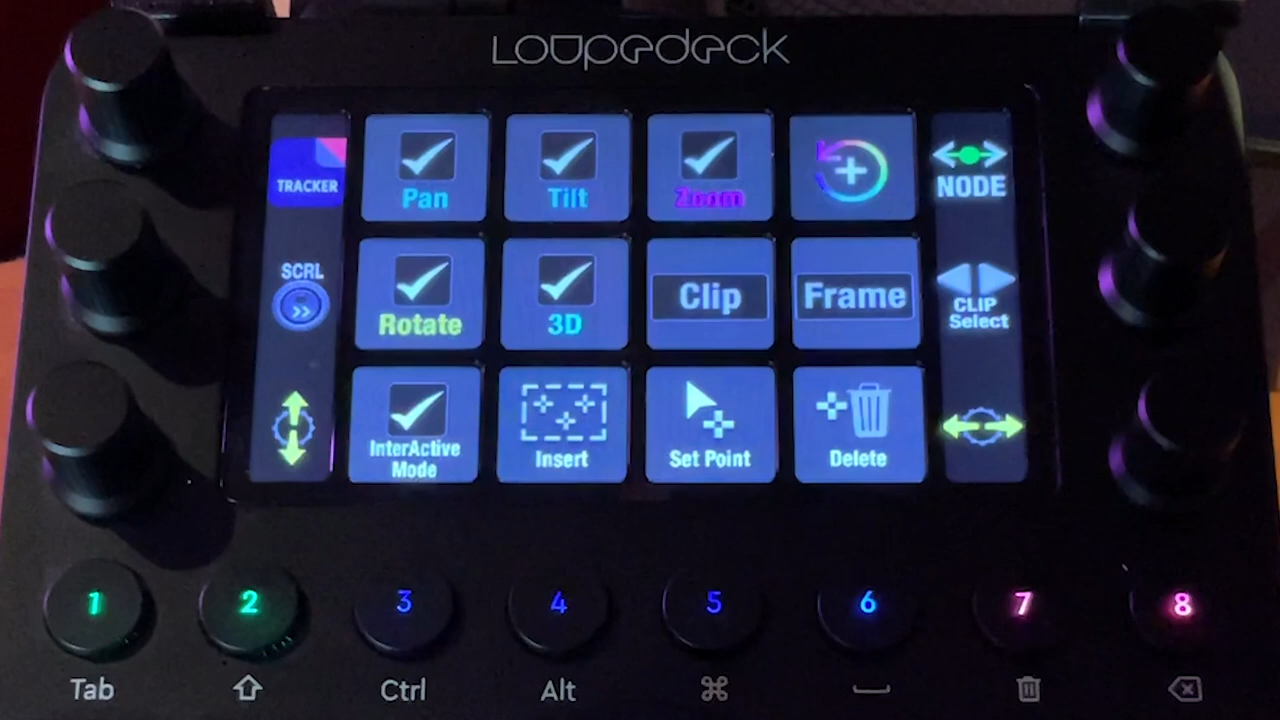 Loupedeck
TRACKER
Pan
Tilt
Zoom
NODE
SCRL
Rotate
3D
Clip
Frame
CLIP
Select
InterActive
Mode
Insert
Set Point
Delete
1
2
3
4
5
6
7
8
Tab
Ctrl
Alt